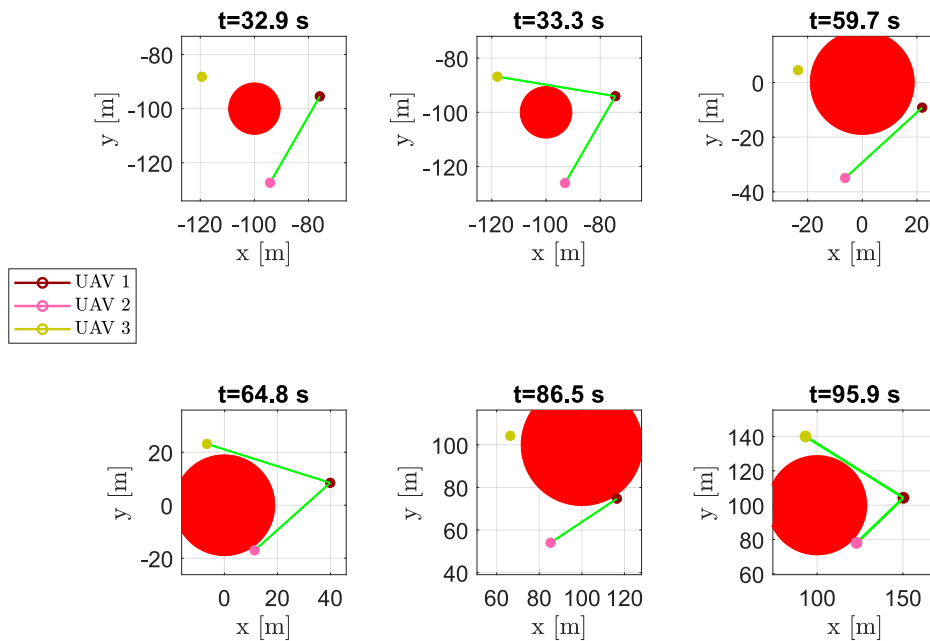 t=32.9 s
t=33.3 s
t=59.7 s
y [m]
-80
-100
-120
-120 -100 -80
x [m]
y [m]
-80
-100
-120
-120 -100 -80
x [m]
y [m]
0
-20
-40
-20 0 20
x [m]
UAV 1
UAV 2
UAV 3
t=64.8 s
t=86.5 s
t=95.9 s
y [m]
20
0
-20
0 20 40
x [m]
y [m]
100
80
60
40
60 80 100 120
x [m]
y [m]
140
120
100
80
60
100 150
x [m]